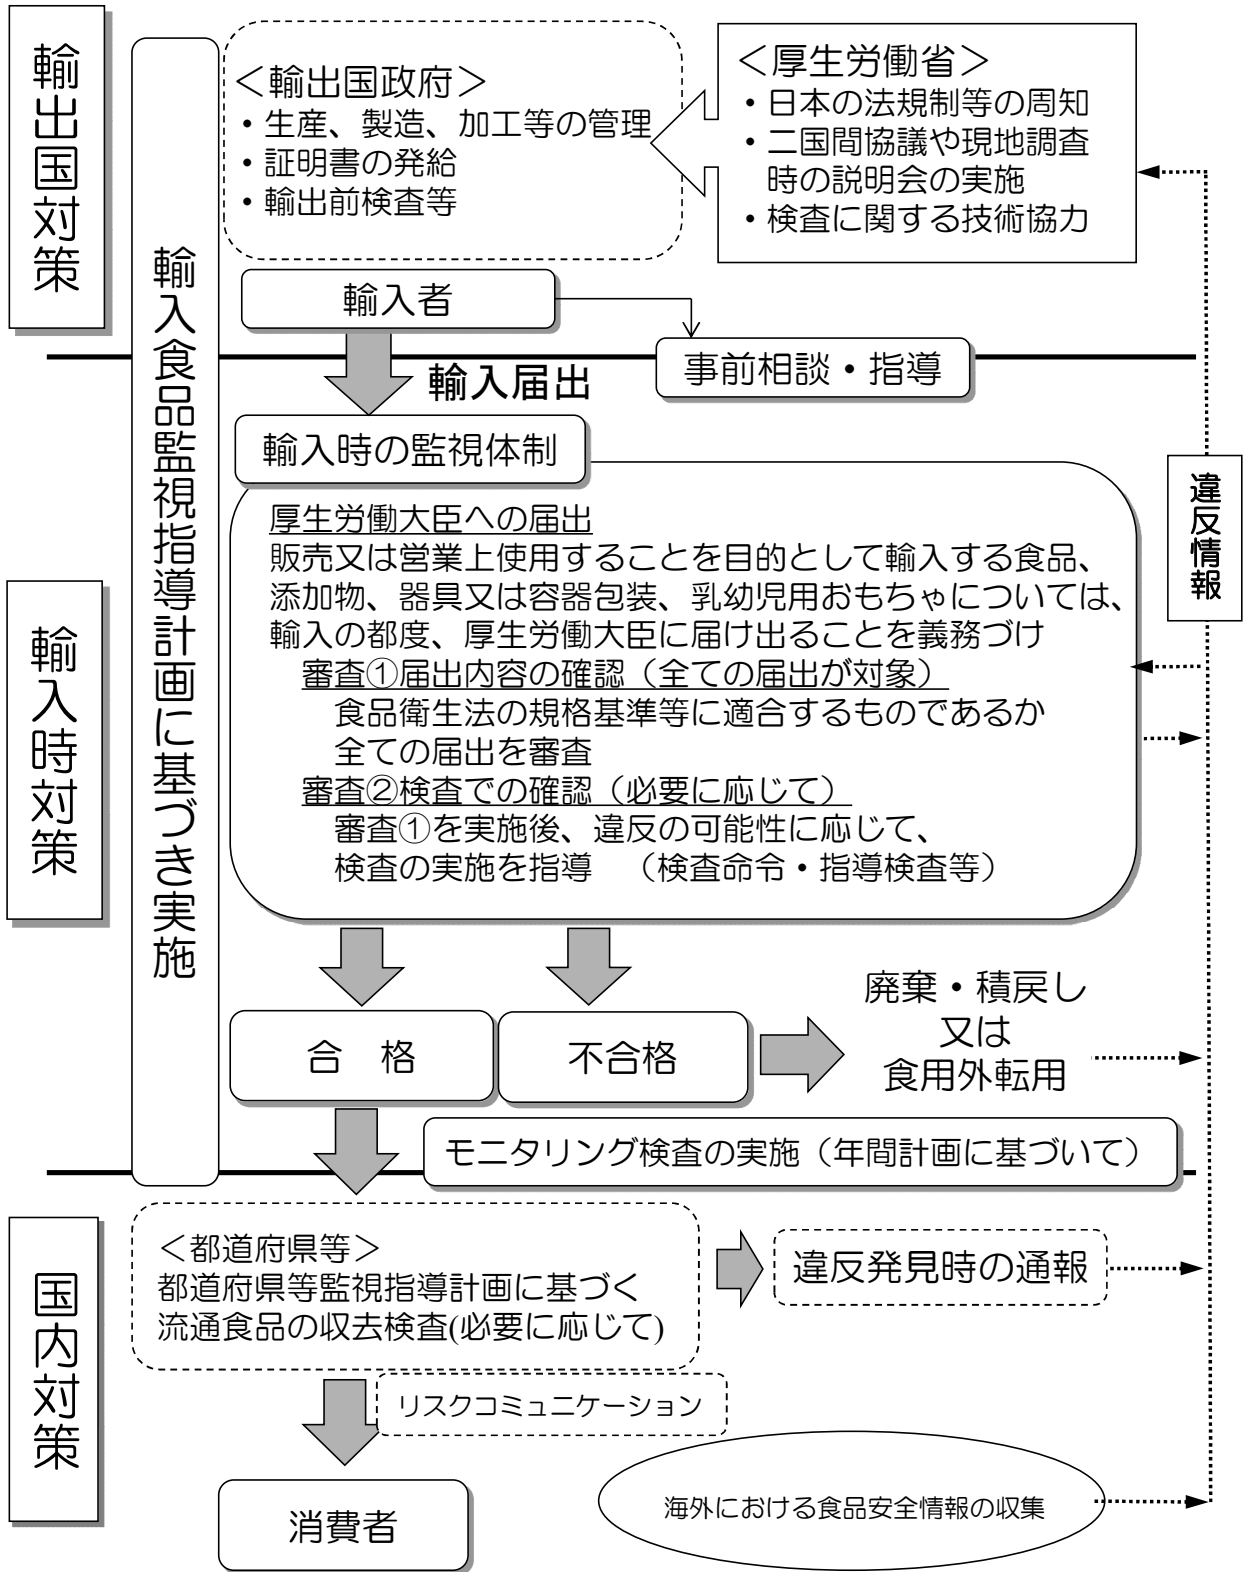 輸出国対策
輸入食品監視指導計画に基づき実施
＜輸出国政府＞
・生産、製造、加工等の管理
・証明書の発給
・輸出前検査等
＜厚生労働省＞
・日本の法規制等の周知
・二国間協議や現地調査
時の説明会の実施
・検査に関する技術協力
輸入者
事前相談・指導
輸入届出
違反情報
輸入時対策
輸入時の監視体制
厚生労働大臣への届出
販売又は営業上使用することを目的として輸入する食品、
添加物、器具又は容器包装、乳幼児用おもちゃについては、
輸入の都度、厚生労働大臣に届け出ることを義務づけ
審査①届出内容の確認（全ての届出が対象）
食品衛生法の規格基準等に適合するものであるか
全ての届出を審査
審査②検査での確認（必要に応じて）
審査①を実施後、違反の可能性に応じて、
検査の実施を指導　（検査命令・指導検査等）
合　格
不合格
廃棄・積戻し
又は
食用外転用
モニタリング検査の実施（年間計画に基づいて）
国内対策
＜都道府県等＞
都道府県等監視指導計画に基づく
流通食品の収去検査(必要に応じて)
違反発見時の通報
リスクコミュニケーション
消費者
海外における食品安全情報の収集